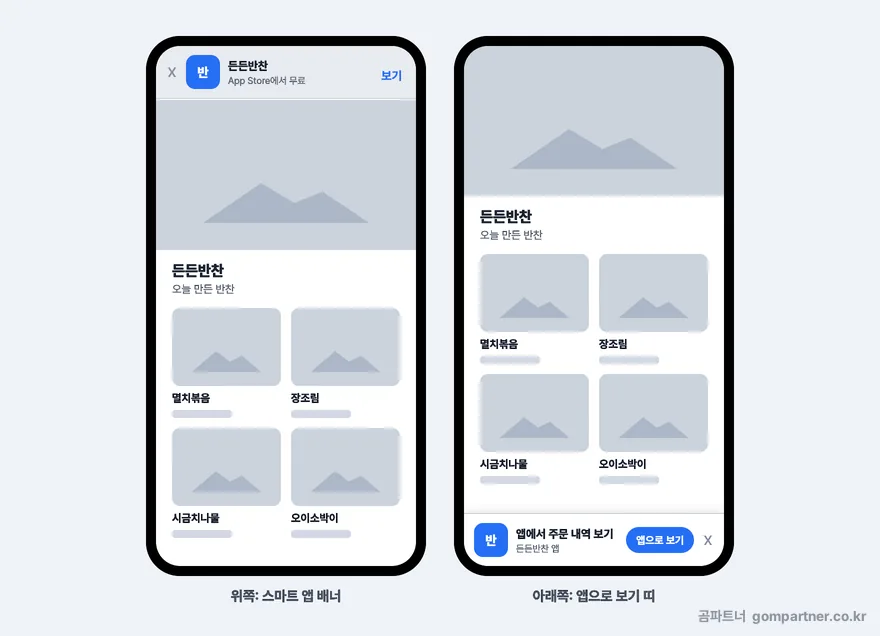 X
반
든든반찬
App Store에서 무료
보기
든든반찬
오늘 만든 반찬
멸치볶음
장조림
시금치나물
오이소박이
위쪽: 스마트 앱 배너
든든반찬
오늘 만든 반찬
멸치볶음
장조림
시금치나물
오이소박이
반
앱에서 주문 내역 보기
든든반찬 앱
앱으로 보기
X
아래쪽: 앱으로 보기 띠
곰파트너 gompartner.co.kr